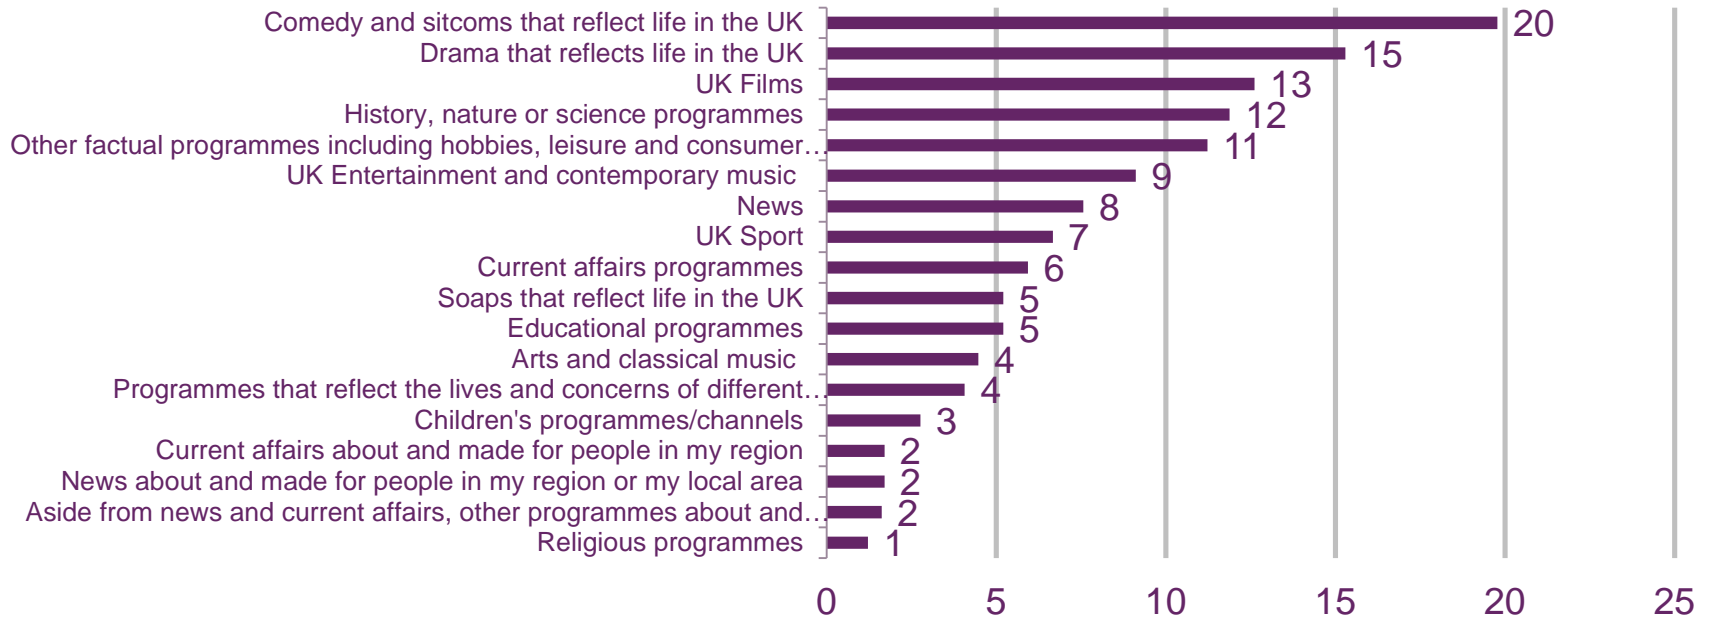 Comedy and sitcoms that reflect life in the UK 20
Drama that reflects life in the UK 15
UK Films 13
History, nature or science programmes 12
Other factual programmes including hobbies, leisure and consumer… 11
UK Entertainment and contemporary music 9
News 8
UK Sport 7
Current affairs programmes 6
Soaps that reflect life in the UK 5
Educational programmes 5
Arts and classical music 4
Programmes that reflect the lives and concerns of different… 4
Children's programmes/channels 3
Current affairs about and made for people in my region 2
News about and made for people in my region or my local area 2
Aside from news and current affairs, other programmes about and… 2
Religious programmes 1
0 5 10 15 20 25